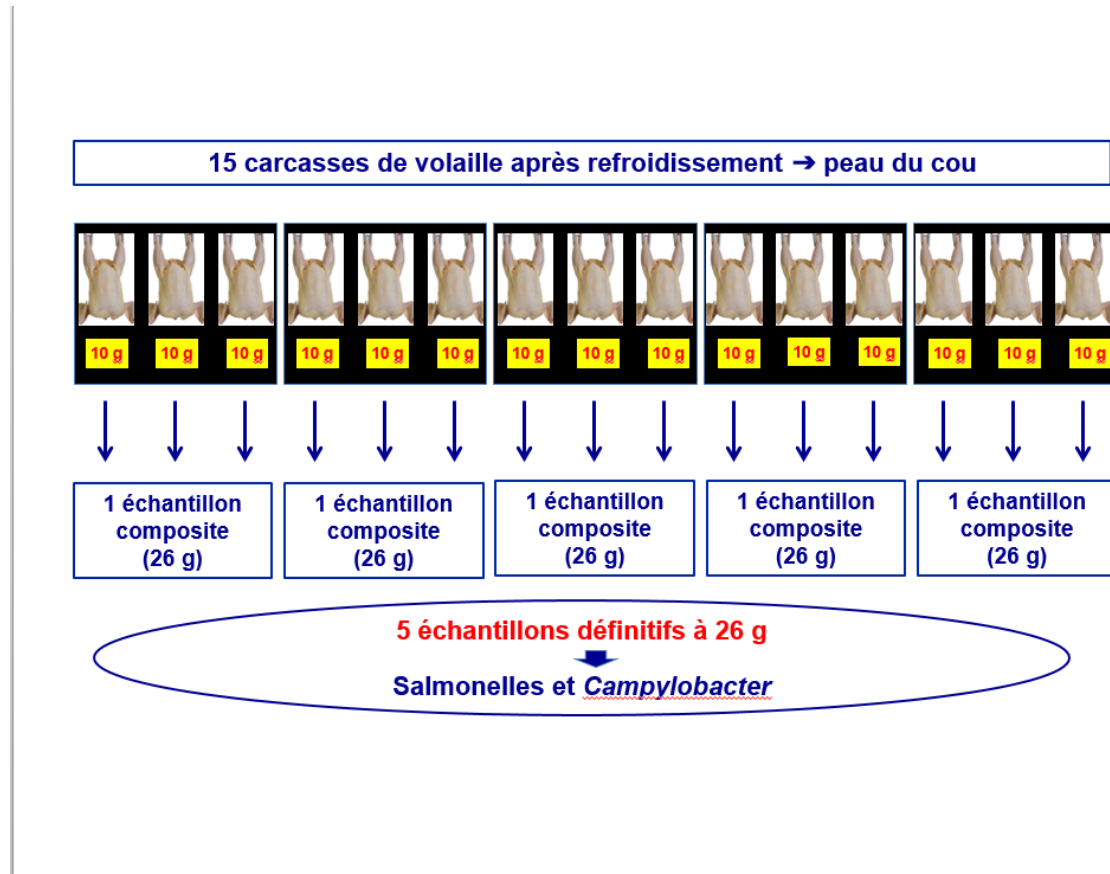 15 carcasses de volaille après refroidissement ➔ peau du cou
10 g 10 g 10 g 10 g 10 g 10 g 10 g 10 g 10 g 10 g 10 g 10 g 10 g 10 g 10 g
1 échantillon
composite
(26 g)
1 échantillon
composite
(26 g)
1 échantillon
composite
(26 g)
1 échantillon
composite
(26 g)
1 échantillon
composite
(26 g)
5 échantillons définitifs à 26 g
Salmonelles et Campylobacter